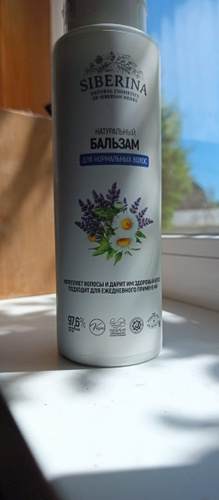 SIBERINA
NATURAL COSMETICS
OF SIBERIAN HERBS
НАТУРАЛЬНЫЙ
БАЛЬЗАМ
ДЛЯ НОРМАЛЬНЫХ ВОЛОС
УКРЕПЛЯЕТ ВОЛОСЫ И ДАРИТ ИМ ЗДОРОВЫЙ
ПОДХОДИТ ДЛЯ ЕЖЕДНЕВНОГО ПРИМЕНЕНИЯ
97,6%